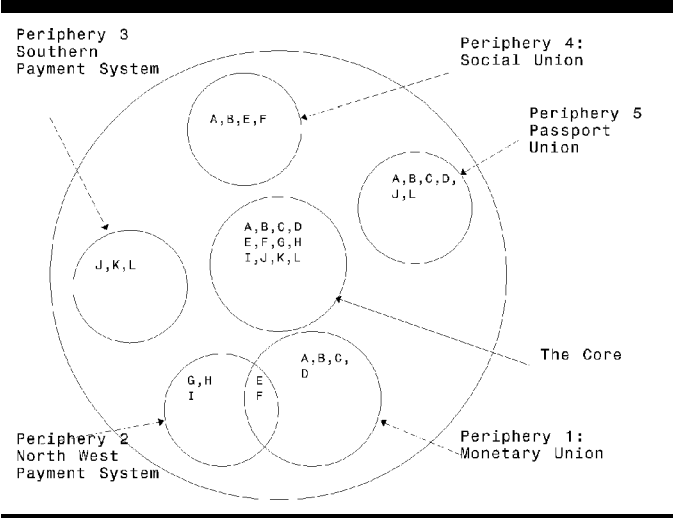 Periphery 3
Southern
Payment System
Periphery 4:
Social Union
Periphery 5
Passport
Union
A,B,E,F
A,B,C,D,
J,L
A,B,C,D
E,F,G,H
I,J,K,L
J,K,L
The Core
A,B,C,
D
G,H
I
E
F
Periphery 2
North West
Payment System
Periphery 1:
Monetary Union